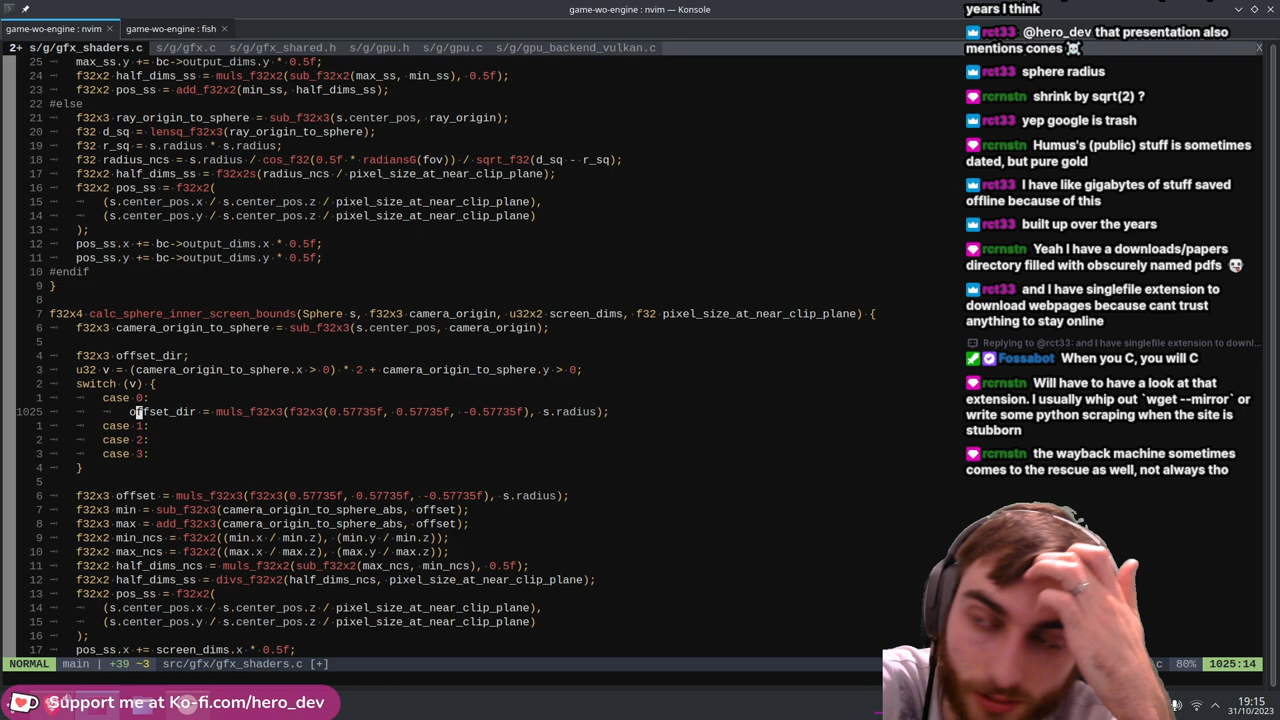 game-wo-engine : nvim — Konsole
game-wo-engine : nvim
game-wo-engine : fish
2+ s/g/gfx_shaders.c
s/g/gfx.c
s/g/gpu.h
s/g/gpu.c
s/g/gpu_backend_vulkan.c
X
25 max_ss.y += bc->output_dims.y * 0.5f;
24 f32x2 half_dims_ss = muls_f32x2(sub_f32x2(max_ss, min_ss), 0.5f);
23 f32x2 pos_ss = add_f32x2(min_ss, half_dims_ss);
22 #else
21 f32x3 ray_origin_to_sphere = sub_f32x3(s.center_pos, ray_origin);
20 f32 d_sq = lensq_f32x3(ray_origin_to_sphere);
19 f32 r_sq = s.radius * s.radius;
18 f32 radius_ncs = s.radius / cos_f32(0.5f * radiansG(fov)) / sqrt_f32(d_sq - r_sq);
17 f32x2 half_dims_ss = f32x2s(radius_ncs / pixel_size_at_near_clip_plane);
16 f32x2 pos_ss = f32x2(
15 (s.center_pos.x / s.center_pos.z / pixel_size_at_near_clip_plane),
14 (s.center_pos.y / s.center_pos.z / pixel_size_at_near_clip_plane)
13 );
12 pos_ss.x += bc->output_dims.x * 0.5f;
11 pos_ss.y += bc->output_dims.y * 0.5f;
10 #endif
9 }
8
7 f32x4 calc_sphere_inner_screen_bounds(Sphere s, f32x3 camera_origin, u32x2 screen_dims, f32 pixel_size_at_near_clip_plane) {
6 f32x3 camera_origin_to_sphere = sub_f32x3(s.center_pos, camera_origin);
5
4 f32x3 offset_dir;
3 u32 v = (camera_origin_to_sphere.x > 0) * 2 + camera_origin_to_sphere.y > 0;
2 switch (v) {
1 case 0:
1025 offset_dir = muls_f32x3(f32x3(0.57735f, 0.57735f, -0.57735f), s.radius);
1 case 1:
2 case 2:
3 case 3:
4 }
5
6 f32x3 offset = muls_f32x3(f32x3(0.57735f, 0.57735f, -0.57735f), s.radius);
7 f32x3 min = sub_f32x3(camera_origin_to_sphere_abs, offset);
8 f32x3 max = add_f32x3(camera_origin_to_sphere_abs, offset);
9 f32x2 min_ncs = f32x2((min.x / min.z), (min.y / min.z));
10 f32x2 max_ncs = f32x2((max.x / max.z), (max.y / max.z));
11 f32x2 half_dims_ncs = muls_f32x2(sub_f32x2(max_ncs, min_ncs), 0.5f);
12 f32x2 half_dims_ss = divs_f32x2(half_dims_ncs, pixel_size_at_near_clip_plane);
13 f32x2 pos_ss = f32x2(
14 (s.center_pos.x / s.center_pos.z / pixel_size_at_near_clip_plane),
15 (s.center_pos.y / s.center_pos.z / pixel_size_at_near_clip_plane)
16 );
17 pos_ss.x += screen_dims.x * 0.5f;
NORMAL main | +39 ~3 src/gfx/gfx_shaders.c [+]
c 80% 1025:14
years I think
rct33 @hero_dev that presentation also
mentions cones
rct33 sphere radius
rcrnstn shrink by sqrt(2) ?
rct33 yep google is trash
rcrnstn Humus's (public) stuff is sometimes
dated, but pure gold
rct33 I have like gigabytes of stuff saved
offline because of this
rct33 built up over the years
rcrnstn Yeah I have a downloads/papers
directory filled with obscurely named pdfs
rct33 and I have singlefile extension to
download webpages because cant trust
anything to stay online
Replying to @rct33: and I have singlefile extension to downl...
Fossabot When you C, you will C
rcrnstn Will have to have a look at that
extension. I usually whip out `wget --mirror` or
write some python scraping when the site is
stubborn
rcrnstn the wayback machine sometimes
comes to the rescue as well, not always tho
Support me at Ko-fi.com/hero_dev
19:15
31/10/2023